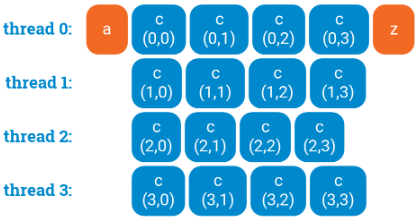 thread 0: a c (0,0) c (0,1) c (0,2) c (0,3) z
thread 1: c (1,0) c (1,1) c (1,2) c (1,3)
thread 2: c (2,0) c (2,1) c (2,2) c (2,3)
thread 3: c (3,0) c (3,1) c (3,2) c (3,3)